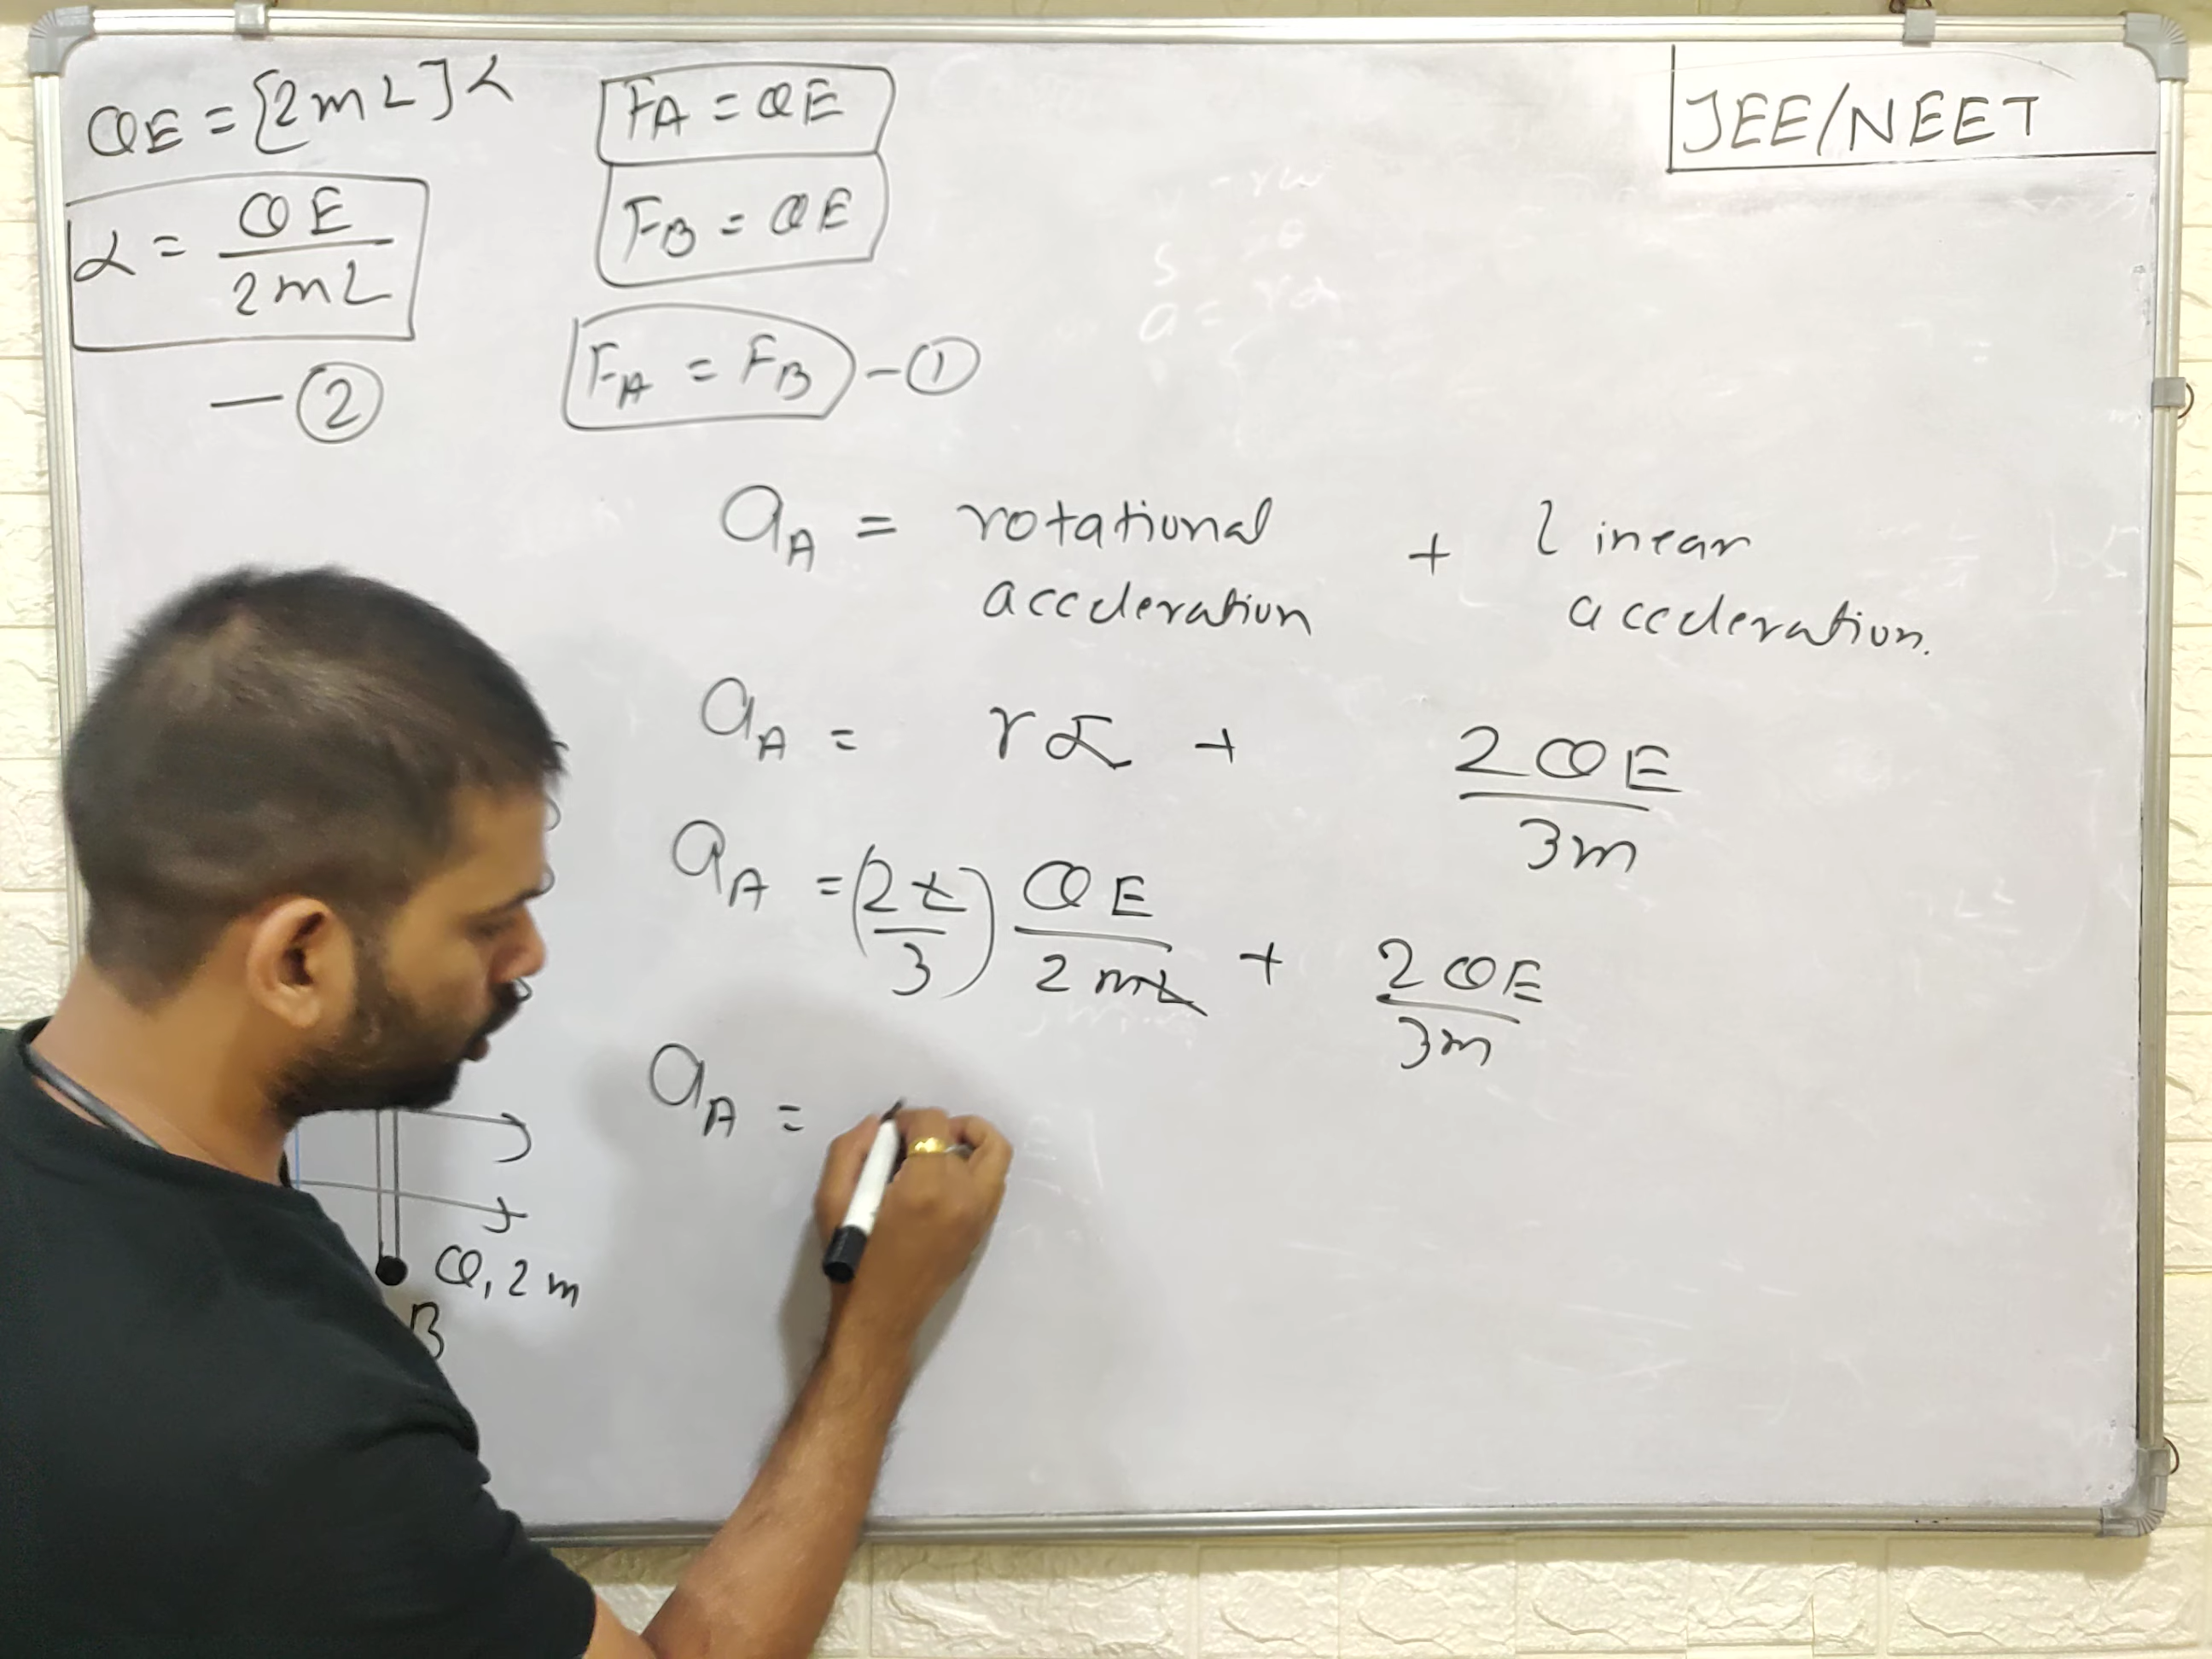 QE = [2mL]α
α = QE / 2mL
— ②
FA = QE
FB = QE
FA = FB — ①
JEE/NEET
a = rα
aA = rotational acceleration + linear acceleration.
aA = rα + 2QE / 3m
aA = (2L / 3) QE / 2mL + 2QE / 3m
aA =
Q, 2m
B